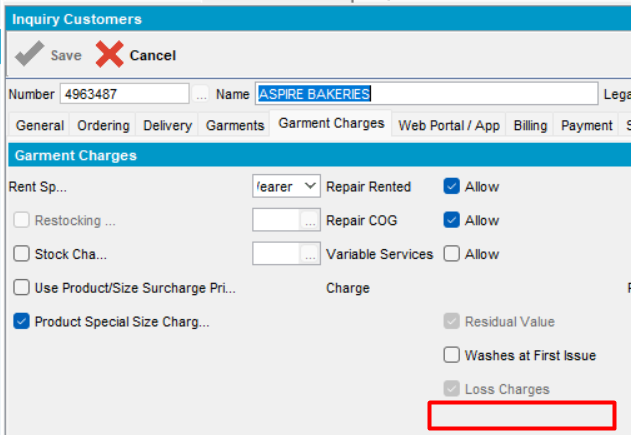 Inquiry Customers
Save Cancel
Number 4963487 ... Name ASPIRE BAKERIES
General Ordering Delivery Garments Garment Charges Web Portal / App Billing Payment
Garment Charges
Rent Sp... Repair Rented Allow
Restocking ... ... Repair COG Allow
Stock Cha... ... Variable Services Allow
Use Product/Size Surcharge Pri... Charge
Product Special Size Charg... Residual Value
Washes at First Issue
Loss Charges